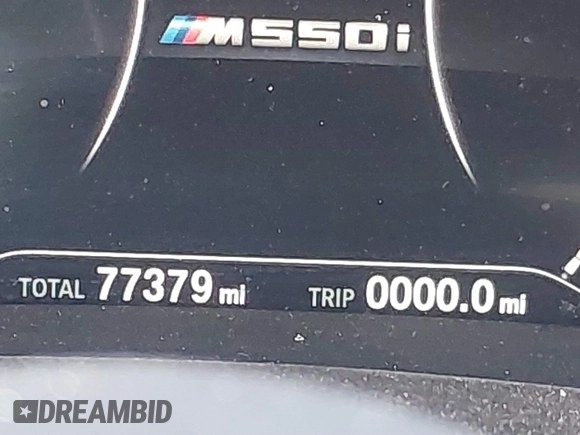 M550i
TOTAL 77379 mi TRIP 0000.0 mi
DREAMBID